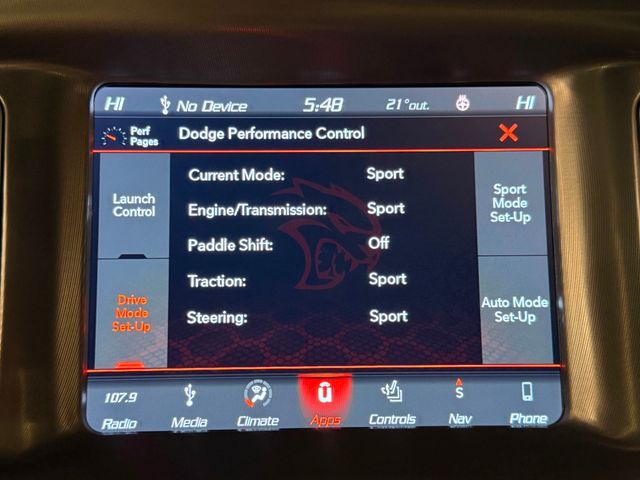 HI No Device 5:48 21°out. HI
Perf Pages Dodge Performance Control
Current Mode: Sport
Launch Control
Sport Mode Set-Up
Engine/Transmission: Sport
Paddle Shift: Off
Traction: Sport
Drive Mode Set-Up
Auto Mode Set-Up
Steering: Sport
107.9 û S
Radio Media Climate Apps Controls Nav Phone